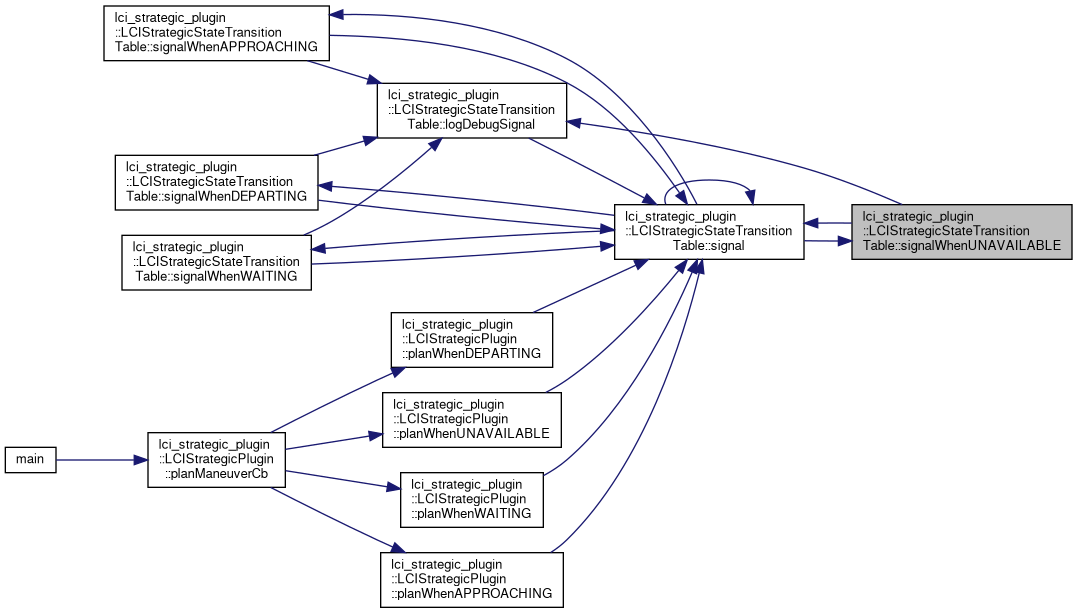 lci_strategic_plugin
::LCIStrategicStateTransition
Table::signalWhenAPPROACHING
lci_strategic_plugin
::LCIStrategicStateTransition
Table::logDebugSignal
lci_strategic_plugin
::LCIStrategicStateTransition
Table::signalWhenDEPARTING
lci_strategic_plugin
::LCIStrategicStateTransition
Table::signal
lci_strategic_plugin
::LCIStrategicStateTransition
Table::signalWhenUNAVAILABLE
lci_strategic_plugin
::LCIStrategicStateTransition
Table::signalWhenWAITING
lci_strategic_plugin
::LCIStrategicPlugin
::planWhenDEPARTING
lci_strategic_plugin
::LCIStrategicPlugin
::planWhenUNAVAILABLE
main
lci_strategic_plugin
::LCIStrategicPlugin
::planManeuverCb
lci_strategic_plugin
::LCIStrategicPlugin
::planWhenWAITING
lci_strategic_plugin
::LCIStrategicPlugin
::planWhenAPPROACHING